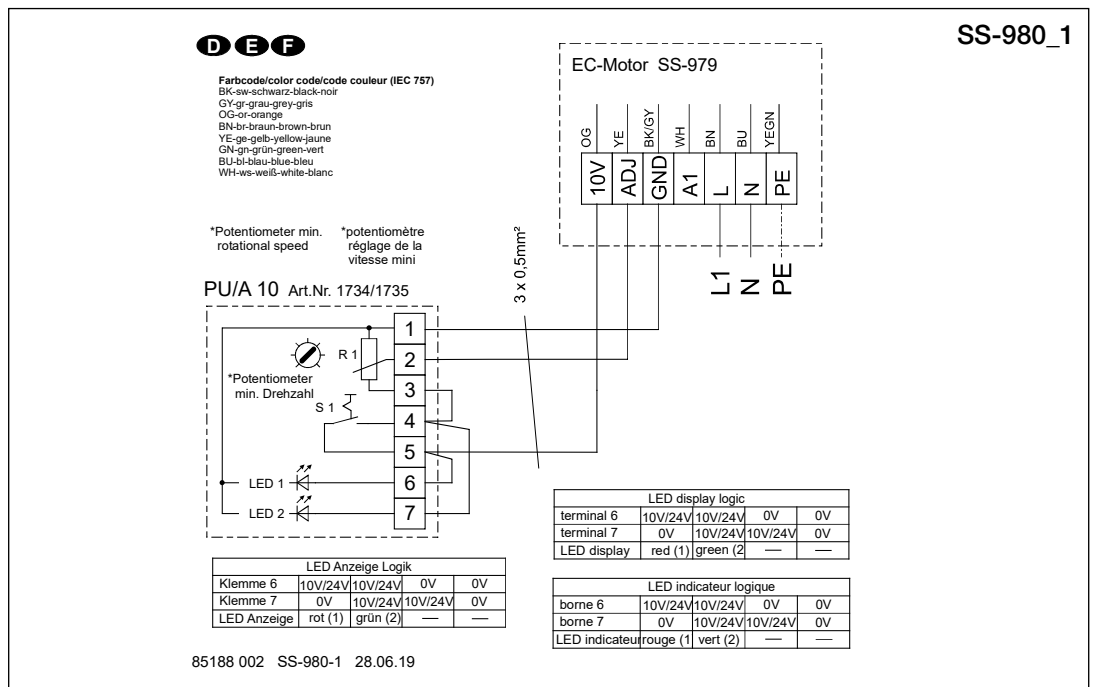 SS-980_1
D E F
Farbcode/color code/code couleur (IEC 757)
BK-sw-schwarz-black-noir
GY-gr-grau-grey-gris
OG-or-orange
BN-br-braun-brown-brun
YE-ge-gelb-yellow-jaune
GN-gn-grün-green-vert
BU-bl-blau-blue-bleu
WH-ws-weiß-white-blanc
EC-Motor SS-979
OG YE BK/GY WH BN BU YEGN
10V ADJ GND A1 L N PE
L1 N PE
*Potentiometer min.
rotational speed
*potentiomètre
réglage de la
vitesse mini
3 x 0,5mm²
PU/A 10 Art.Nr. 1734/1735
1
R 1
2
*Potentiometer
min. Drehzahl
3
S 1
4
5
LED 1
6
LED 2
7
LED display logic
terminal 6 10V/24V 10V/24V 0V 0V
terminal 7 0V 10V/24V 10V/24V 0V
LED display red (1) green (2 — —
LED Anzeige Logik
Klemme 6 10V/24V 10V/24V 0V 0V
Klemme 7 0V 10V/24V 10V/24V 0V
LED Anzeige rot (1) grün (2) — —
LED indicateur logique
borne 6 10V/24V 10V/24V 0V 0V
borne 7 0V 10V/24V 10V/24V 0V
LED indicateur rouge (1 vert (2) — —
85188 002 SS-980-1 28.06.19